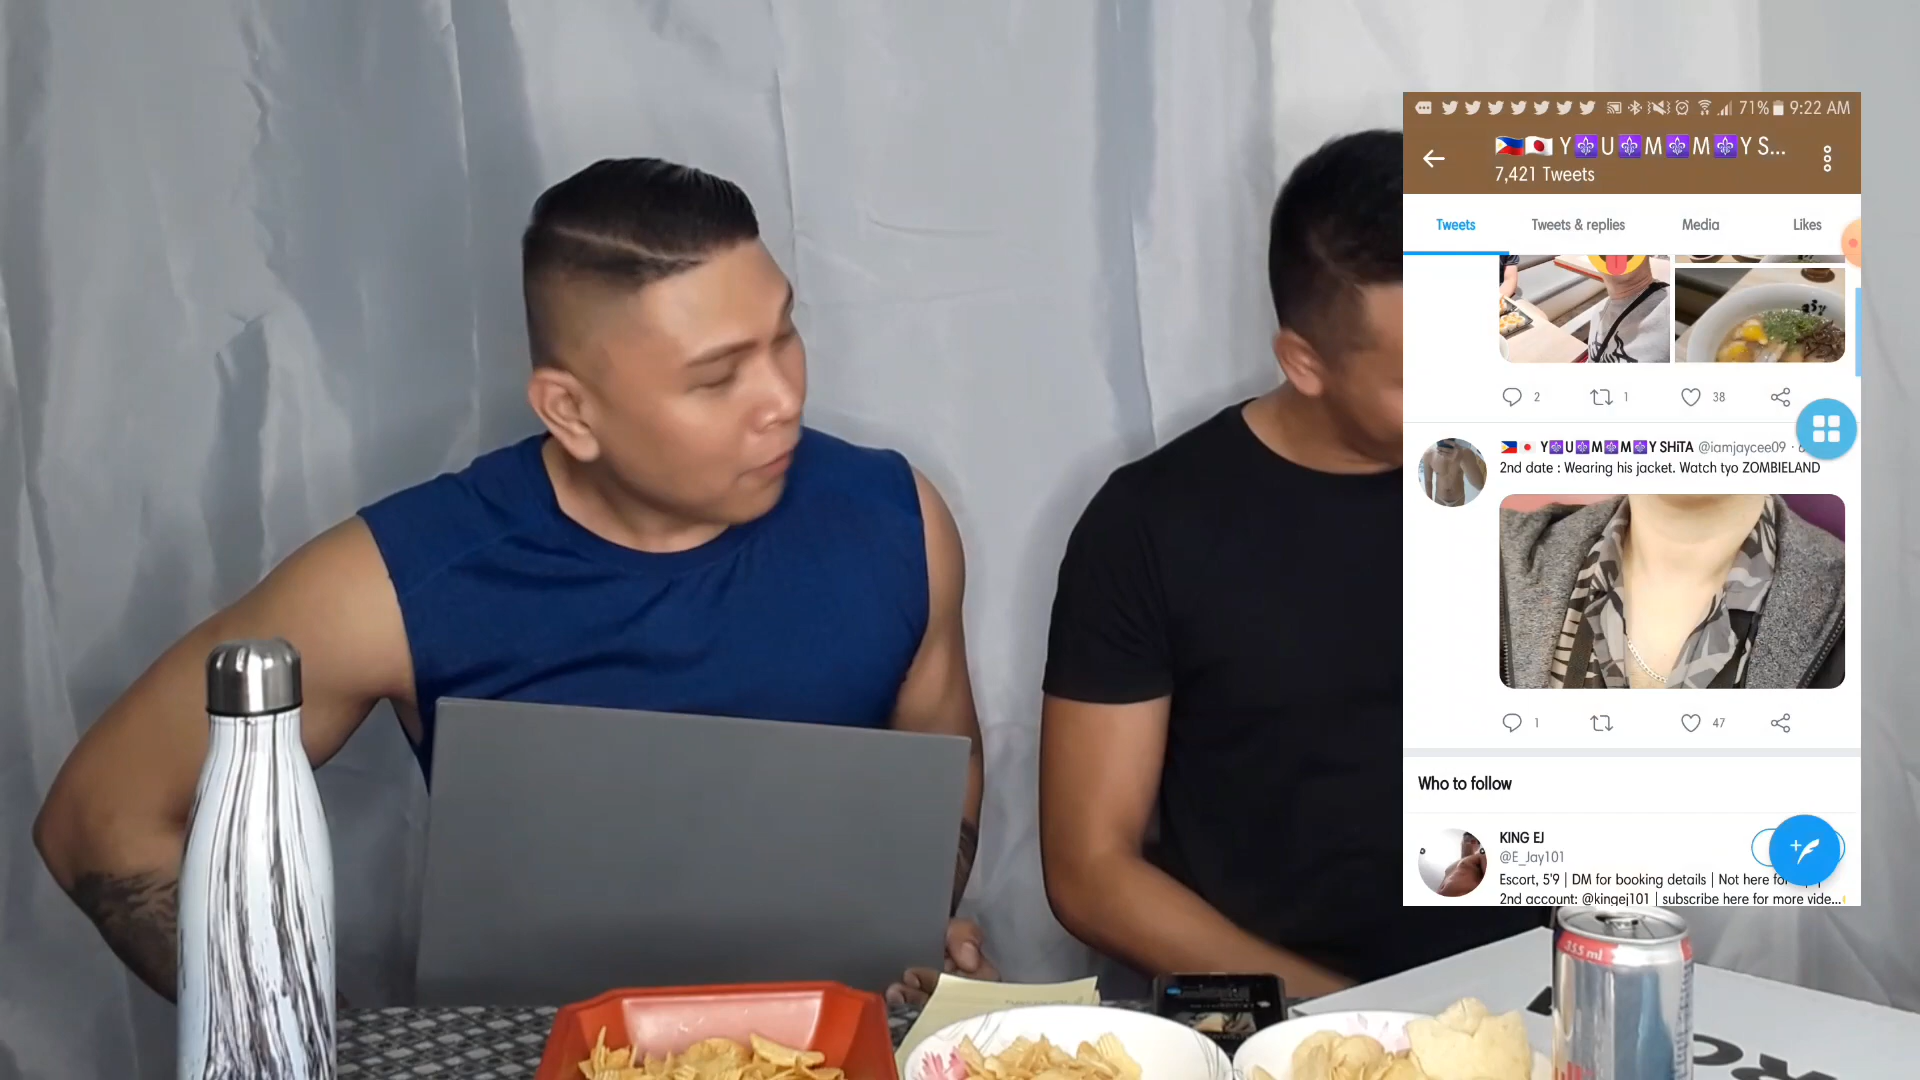 71% 9:22 AM
🇵🇭🇯🇵 Y⚜️U⚜️M⚜️M⚜️Y S...
7,421 Tweets
Tweets Tweets & replies Media Likes
2 1 38
🇵🇭🇯🇵 Y⚜️U⚜️M⚜️M⚜️Y SHiTA @iamjaycee09 ·
2nd date : Wearing his jacket. Watch tyo ZOMBIELAND
1 47
Who to follow
KING EJ
@E_Jay101
Escort, 5'9 | DM for booking details | Not here
2nd account: @kingej101 | subscribe here for more vide...
355 ml